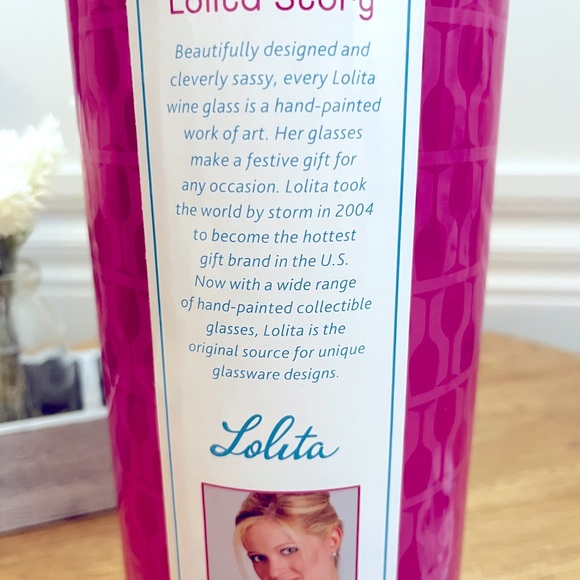 Lolita Story
Beautifully designed and
cleverly sassy, every Lolita
wine glass is a hand-painted
work of art. Her glasses
make a festive gift for
any occasion. Lolita took
the world by storm in 2004
to become the hottest
gift brand in the U.S.
Now with a wide range
of hand-painted collectible
glasses, Lolita is the
original source for unique
glassware designs.
Lolita